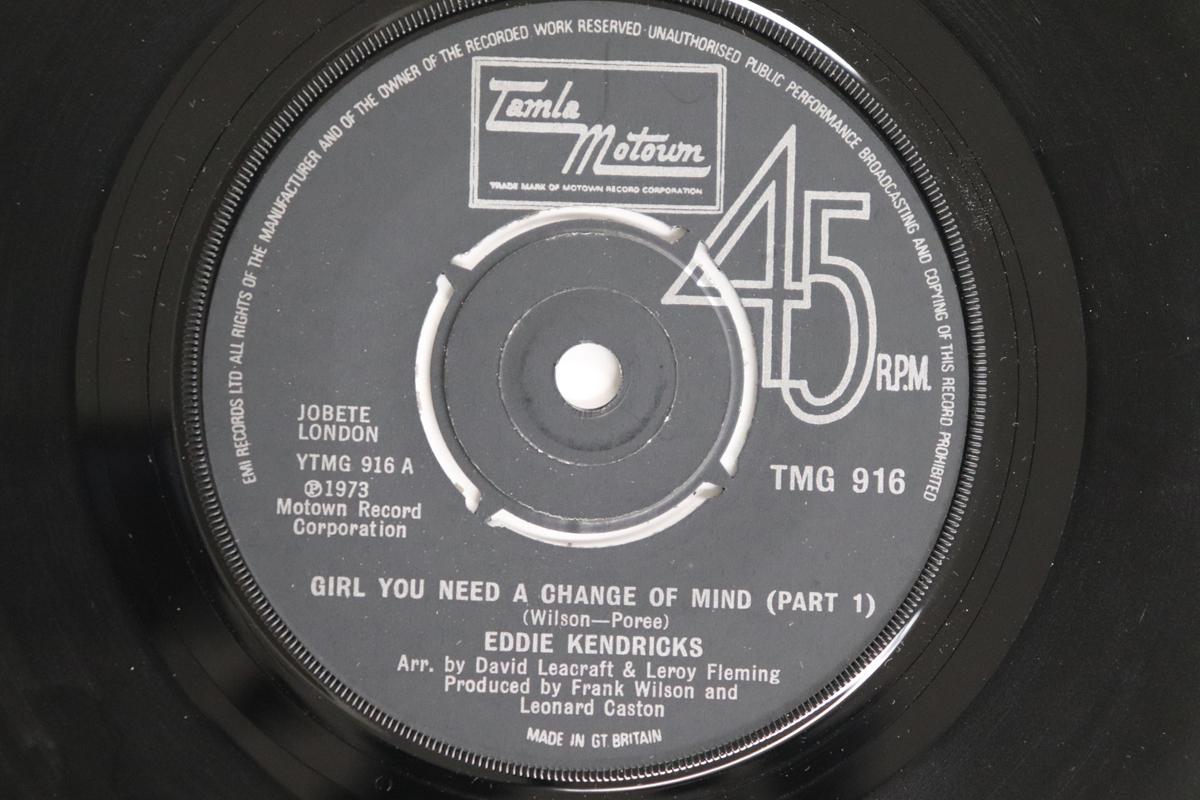 EMI RECORDS LTD·ALL RIGHTS OF THE MANUFACTURER AND OF THE OWNER OF THE RECORDED WORK RESERVED·UNAUTHORISED PUBLIC PERFORMANCE BROADCASTING AND COPYING OF THIS RECORD PROHIBITED
Tamla
Motown
TRADE MARK OF MOTOWN RECORD CORPORATION
45
R.P.M.
JOBETE
LONDON
YTMG 916 A
℗1973
Motown Record
Corporation
TMG 916
GIRL YOU NEED A CHANGE OF MIND (PART 1)
(Wilson—Poree)
EDDIE KENDRICKS
Arr. by David Leacraft & Leroy Fleming
Produced by Frank Wilson and
Leonard Caston
MADE IN GT BRITAIN